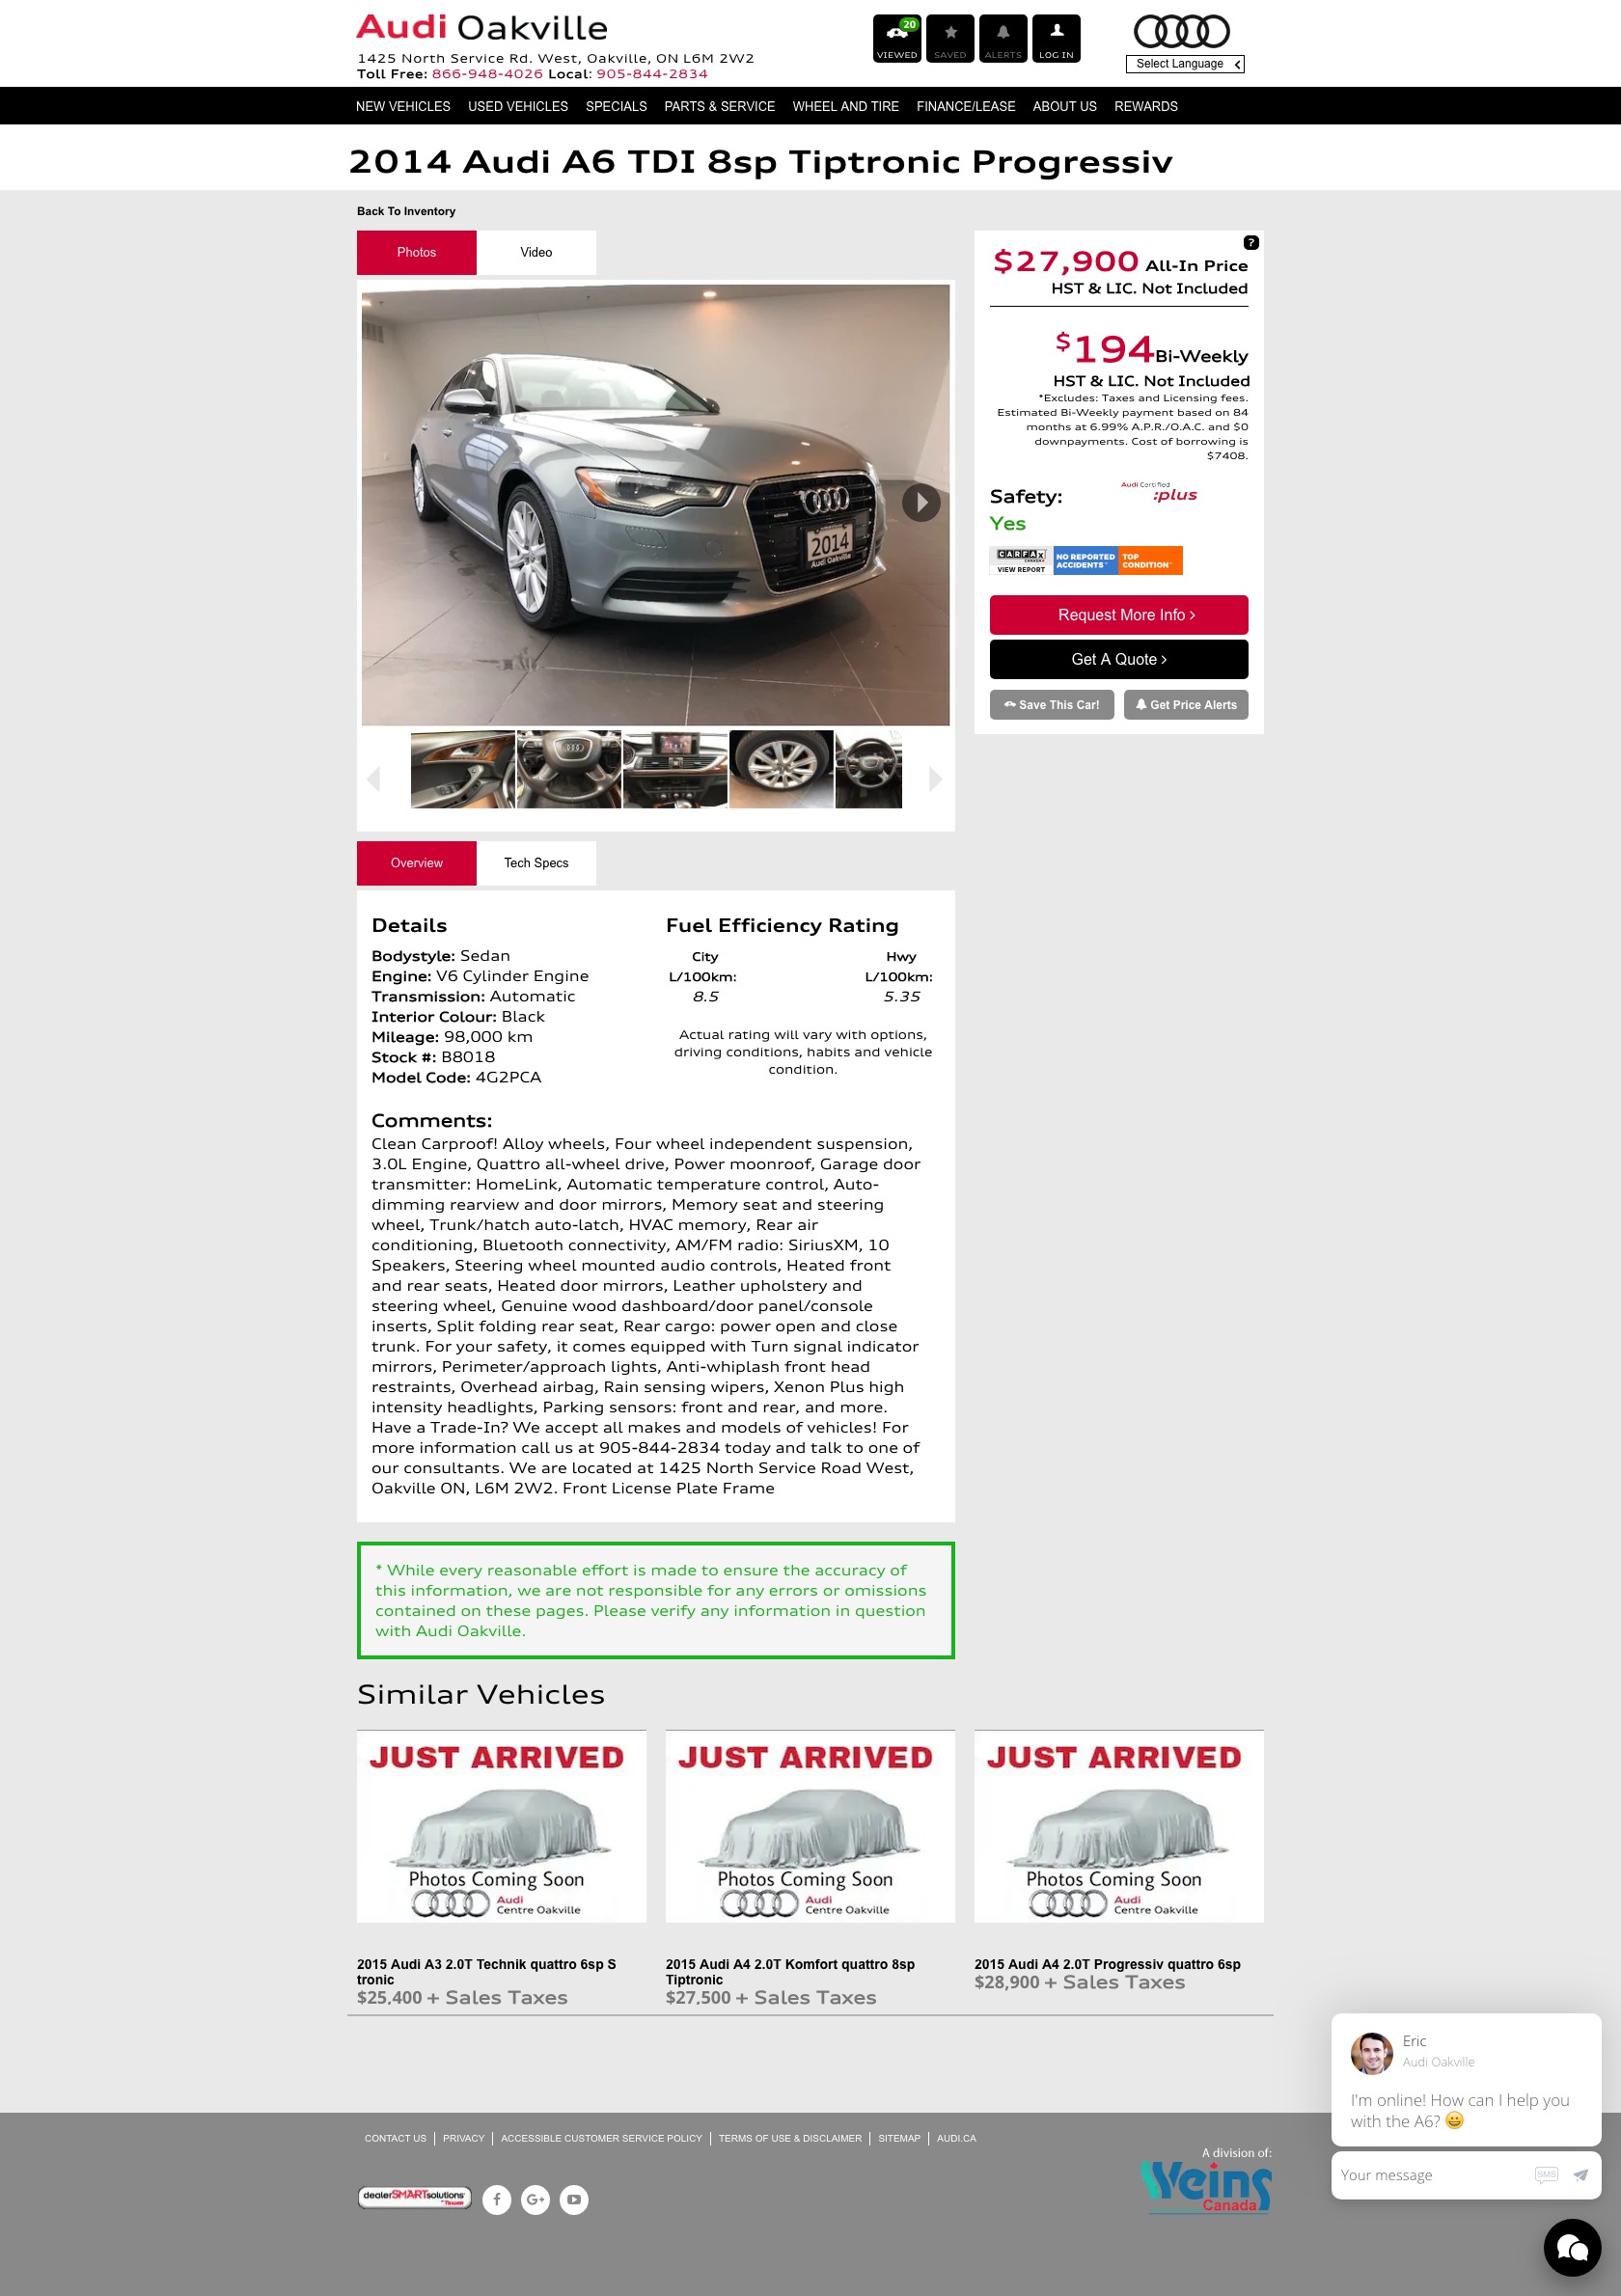 Audi Oakville
1425 North Service Rd. West, Oakville, ON L6M 2W2
Toll Free: 866-948-4026 Local: 905-844-2834
20
VIEWED
SAVED
ALERTS
LOG IN
Select Language
NEW VEHICLES USED VEHICLES SPECIALS PARTS & SERVICE WHEEL AND TIRE FINANCE/LEASE ABOUT US REWARDS
2014 Audi A6 TDI 8sp Tiptronic Progressiv
Back To Inventory
Photos
Video
2014
Audi Oakville
?
$27,900 All-In Price
HST & LIC. Not Included
$194Bi-Weekly
HST & LIC. Not Included
*Excludes: Taxes and Licensing fees.
Estimated Bi-Weekly payment based on 84
months at 6.99% A.P.R./O.A.C. and $0
downpayments. Cost of borrowing is
$7408.
Safety:
Yes
Audi Certified
:plus
CARFAX
CANADA
VIEW REPORT
NO REPORTED
ACCIDENTS™
TOP
CONDITION™
Request More Info
Get A Quote
Save This Car!
Get Price Alerts
Overview
Tech Specs
Details
Bodystyle: Sedan
Engine: V6 Cylinder Engine
Transmission: Automatic
Interior Colour: Black
Mileage: 98,000 km
Stock #: B8018
Model Code: 4G2PCA
Fuel Efficiency Rating
City
L/100km:
8.5
Hwy
L/100km:
5.35
Actual rating will vary with options,
driving conditions, habits and vehicle
condition.
Comments:
Clean Carproof! Alloy wheels, Four wheel independent suspension,
3.0L Engine, Quattro all-wheel drive, Power moonroof, Garage door
transmitter: HomeLink, Automatic temperature control, Auto-
dimming rearview and door mirrors, Memory seat and steering
wheel, Trunk/hatch auto-latch, HVAC memory, Rear air
conditioning, Bluetooth connectivity, AM/FM radio: SiriusXM, 10
Speakers, Steering wheel mounted audio controls, Heated front
and rear seats, Heated door mirrors, Leather upholstery and
steering wheel, Genuine wood dashboard/door panel/console
inserts, Split folding rear seat, Rear cargo: power open and close
trunk. For your safety, it comes equipped with Turn signal indicator
mirrors, Perimeter/approach lights, Anti-whiplash front head
restraints, Overhead airbag, Rain sensing wipers, Xenon Plus high
intensity headlights, Parking sensors: front and rear, and more.
Have a Trade-In? We accept all makes and models of vehicles! For
more information call us at 905-844-2834 today and talk to one of
our consultants. We are located at 1425 North Service Road West,
Oakville ON, L6M 2W2. Front License Plate Frame
* While every reasonable effort is made to ensure the accuracy of
this information, we are not responsible for any errors or omissions
contained on these pages. Please verify any information in question
with Audi Oakville.
Similar Vehicles
JUST ARRIVED
Photos Coming Soon
Audi
Centre Oakville
2015 Audi A3 2.0T Technik quattro 6sp S
tronic
$25,400 + Sales Taxes
JUST ARRIVED
Photos Coming Soon
Audi
Centre Oakville
2015 Audi A4 2.0T Komfort quattro 8sp
Tiptronic
$27,500 + Sales Taxes
JUST ARRIVED
Photos Coming Soon
Audi
Centre Oakville
2015 Audi A4 2.0T Progressiv quattro 6sp
$28,900 + Sales Taxes
Eric
Audi Oakville
I'm online! How can I help you
with the A6? 😀
Your message
SMS
CONTACT US PRIVACY ACCESSIBLE CUSTOMER SERVICE POLICY TERMS OF USE & DISCLAIMER SITEMAP AUDI.CA
dealerSMARTsolutions
A division of:
Weins
Canada